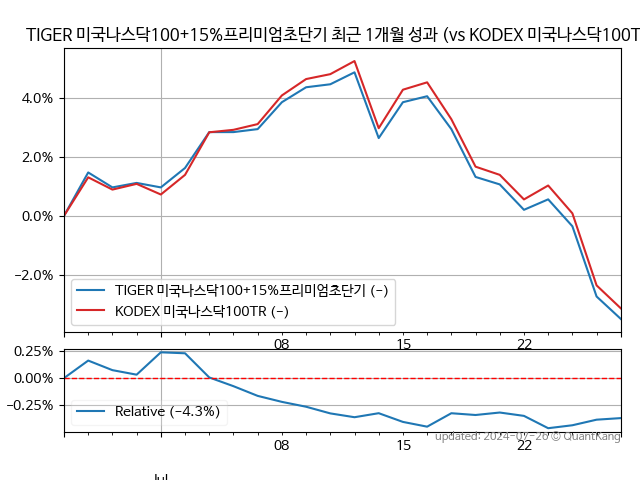 TIGER 미국나스닥100+15%프리미엄초단기 최근 1개월 성과 (vs KODEX 미국나스닥100T
4.0%
2.0%
0.0%
−2.0%
TIGER 미국나스닥100+15%프리미엄초단기 (-)
KODEX 미국나스닥100TR (-)
08
15
22
0.25%
0.00%
−0.25%
Relative (-4.3%)
updated: 2024-07-26 © QuantKang
08
15
22
Jul